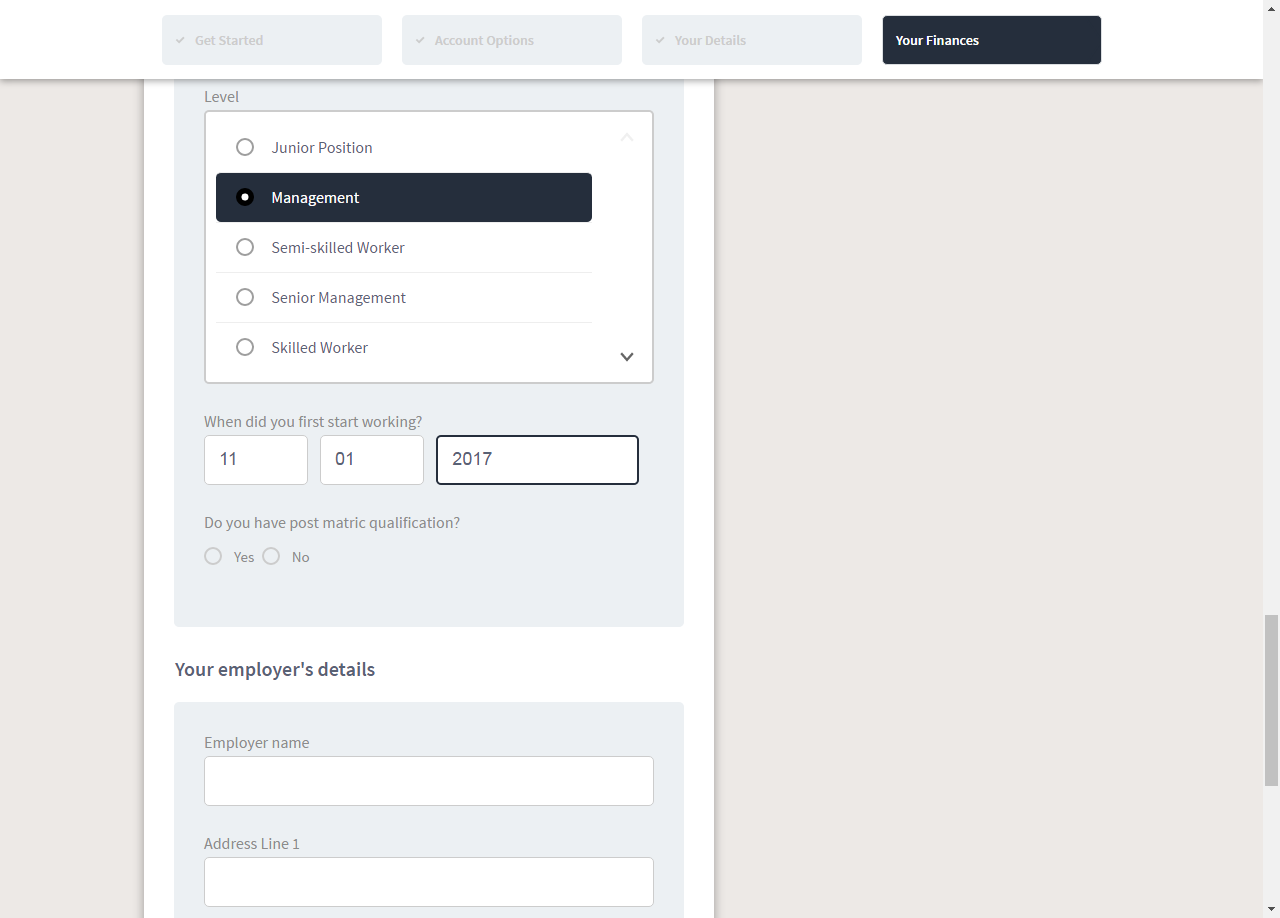 Get Started
Account Options
Your Details
Your Finances
Level
Junior Position
Management
Semi-skilled Worker
Senior Management
Skilled Worker
When did you first start working?
11 01 2017
Do you have post matric qualification?
Yes No
Your employer's details
Employer name
Address Line 1